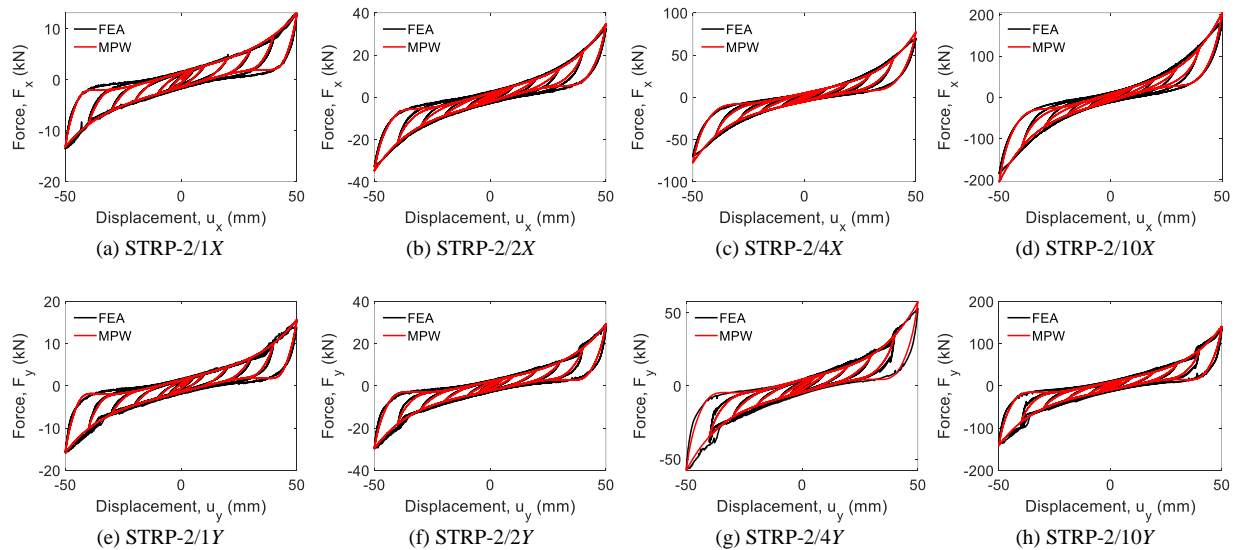 FEA
MPW
10
0
-10
-20
-50
0
50
Force, F_x (kN)
Displacement, u_x (mm)
(a) STRP-2/1X
FEA
MPW
40
20
0
-20
-40
-50
0
50
Force, F_x (kN)
Displacement, u_x (mm)
(b) STRP-2/2X
FEA
MPW
100
50
0
-50
-100
-50
0
50
Force, F_x (kN)
Displacement, u_x (mm)
(c) STRP-2/4X
FEA
MPW
200
100
0
-100
-200
-50
0
50
Force, F_x (kN)
Displacement, u_x (mm)
(d) STRP-2/10X
FEA
MPW
20
10
0
-10
-20
-50
0
50
Force, F_y (kN)
Displacement, u_y (mm)
(e) STRP-2/1Y
FEA
MPW
40
20
0
-20
-40
-50
0
50
Force, F_y (kN)
Displacement, u_y (mm)
(f) STRP-2/2Y
FEA
MPW
50
0
-50
-50
0
50
Force, F_y (kN)
Displacement, u_y (mm)
(g) STRP-2/4Y
FEA
MPW
200
100
0
-100
-200
-50
0
50
Force, F_y (kN)
Displacement, u_y (mm)
(h) STRP-2/10Y